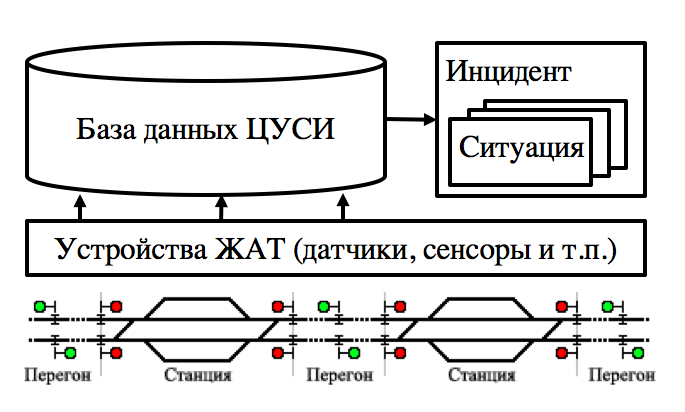 База данных ЦУСИ
Инцидент
Ситуация
Устройства ЖАТ (датчики, сенсоры и т.п.)
Перегон Станция Перегон Станция Перегон